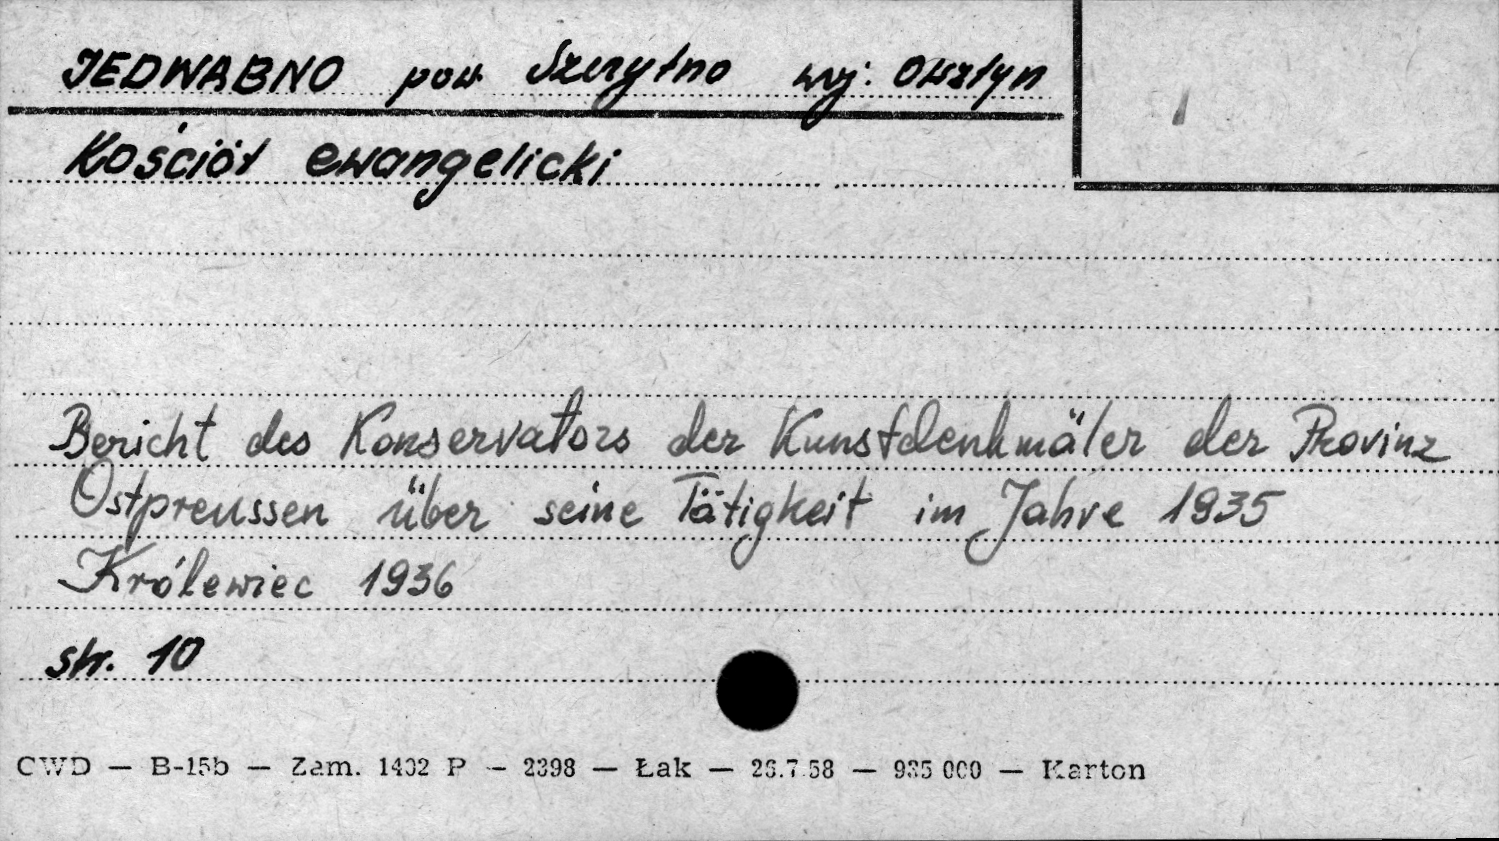 JEDWABNO pow Szczytno woj: Olsztyn
Kościół ewangelicki
Bericht des Konservators der Kunstdenkmäler der Provinz
Ostpreussen über seine Tätigkeit im Jahre 1935
Królewiec 1936
str. 10
CWD — B-15b — Zam. 1402 P — 2398 — Łak — 26.7.58 — 935 000 — Karton